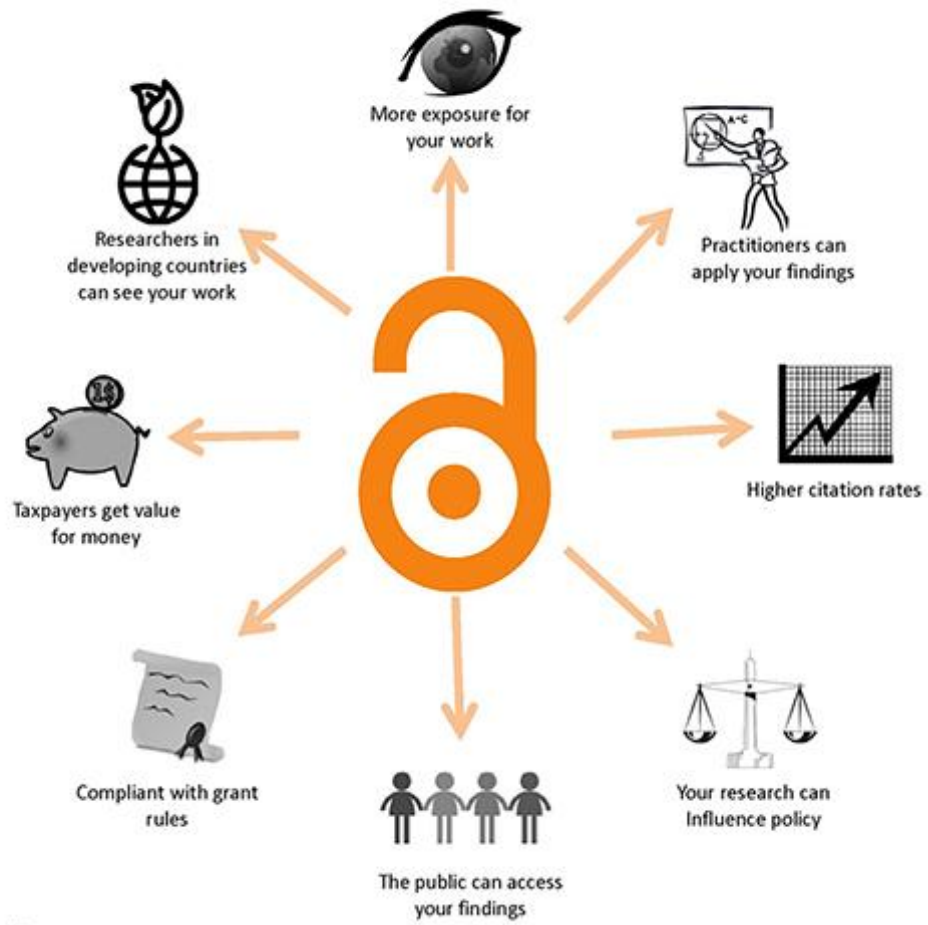 More exposure for
your work
Practitioners can
apply your findings
A=C
Higher citation rates
Your research can
Influence policy
The public can access
your findings
Compliant with grant
rules
1$
Taxpayers get value
for money
Researchers in
developing countries
can see your work